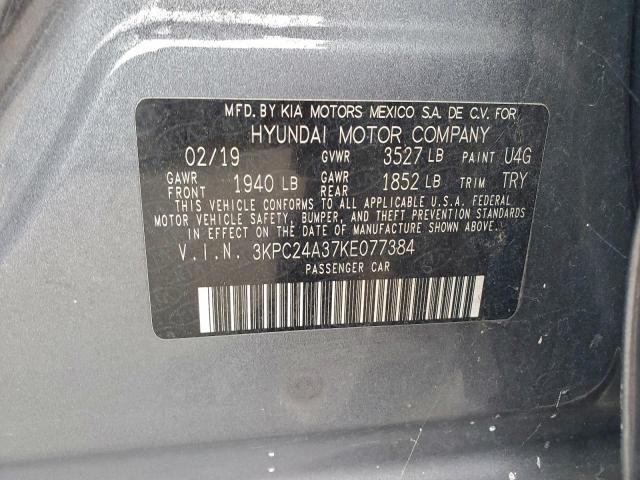 MFD. BY KIA MOTORS MEXICO S.A. DE C.V. FOR
HYUNDAI MOTOR COMPANY
02/19 GVWR 3527 LB PAINT U4G
GAWR FRONT 1940 LB GAWR REAR 1852 LB TRIM TRY
THIS VEHICLE CONFORMS TO ALL APPLICABLE U.S.A. FEDERAL
MOTOR VEHICLE SAFETY, BUMPER, AND THEFT PREVENTION STANDARDS
IN EFFECT ON THE DATE OF MANUFACTURE SHOWN ABOVE.
V.I.N. 3KPC24A37KE077384
PASSENGER CAR